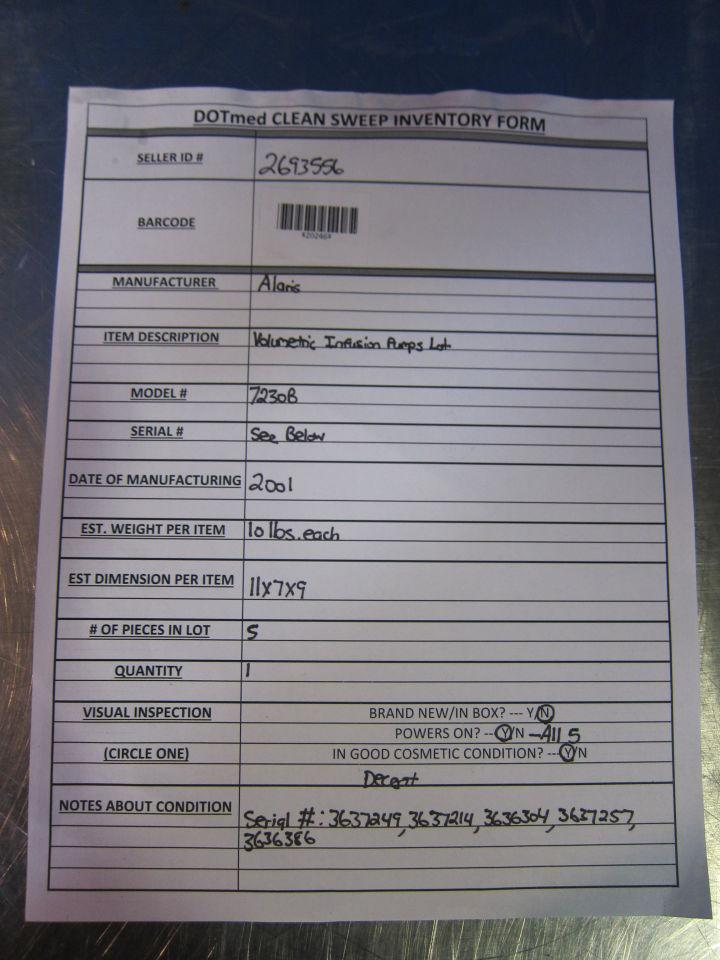 DOTmed CLEAN SWEEP INVENTORY FORM
SELLER ID # 2693556
BARCODE
*20246*
MANUFACTURER Alaris
ITEM DESCRIPTION Volumetric Infusion Pumps Lot
MODEL # 7230B
SERIAL # See Below
DATE OF MANUFACTURING 2001
EST. WEIGHT PER ITEM 10 lbs. each
EST DIMENSION PER ITEM 11x7x9
# OF PIECES IN LOT 5
QUANTITY 1
VISUAL INSPECTION BRAND NEW/IN BOX? --- Y/N
POWERS ON? -- Y/N - All 5
(CIRCLE ONE) IN GOOD COSMETIC CONDITION? --- Y/N
Decent
NOTES ABOUT CONDITION Serial #: 3637249, 3637214, 3636304, 3637257,
3636386